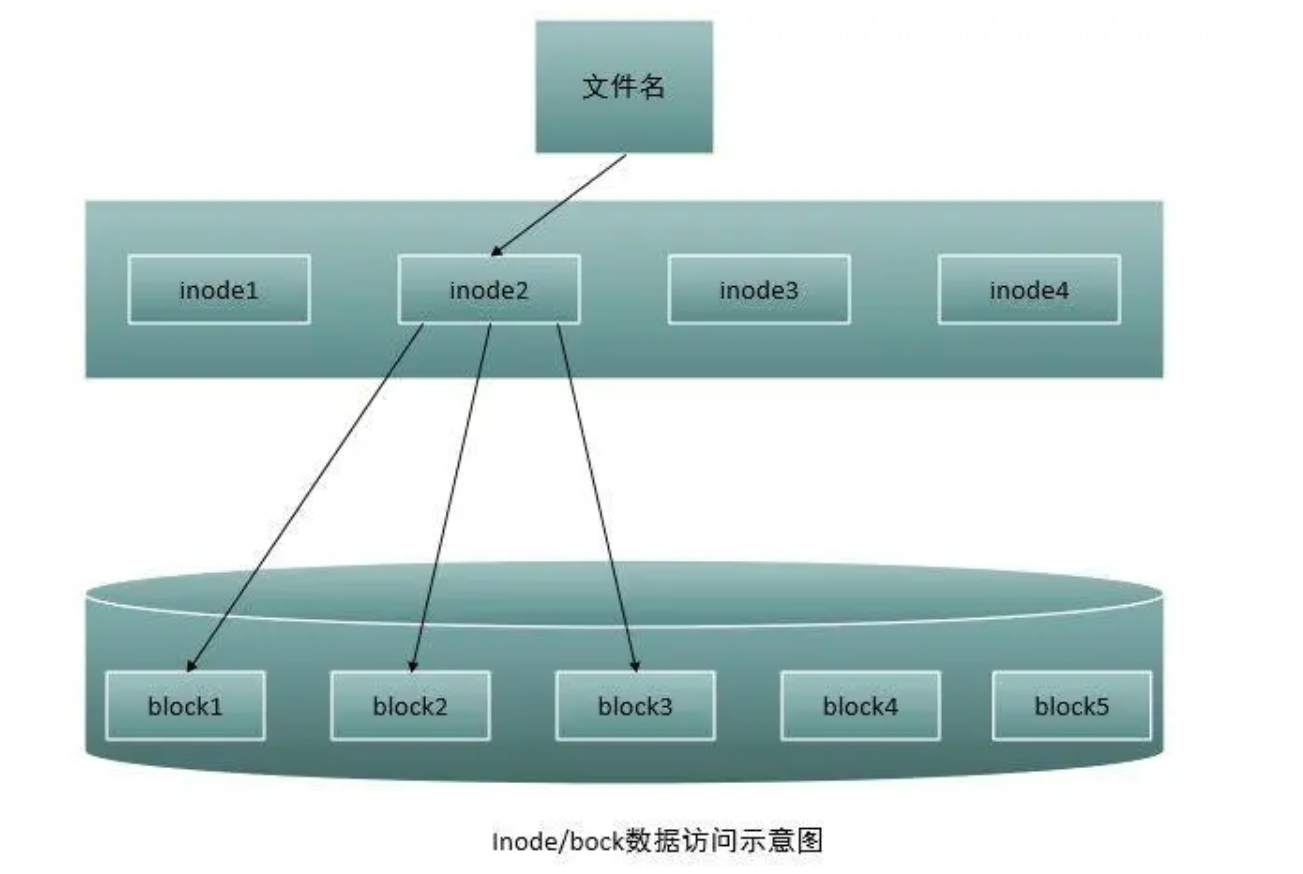 文件名
inode1
inode2
inode3
inode4
block1
block2
block3
block4
block5
Inode/bock数据访问示意图